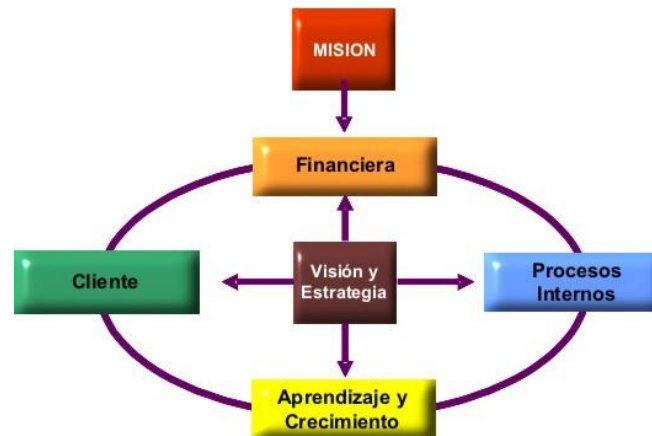 MISION
Financiera
Cliente
Visión y
Estrategia
Procesos
Internos
Aprendizaje y
Crecimiento